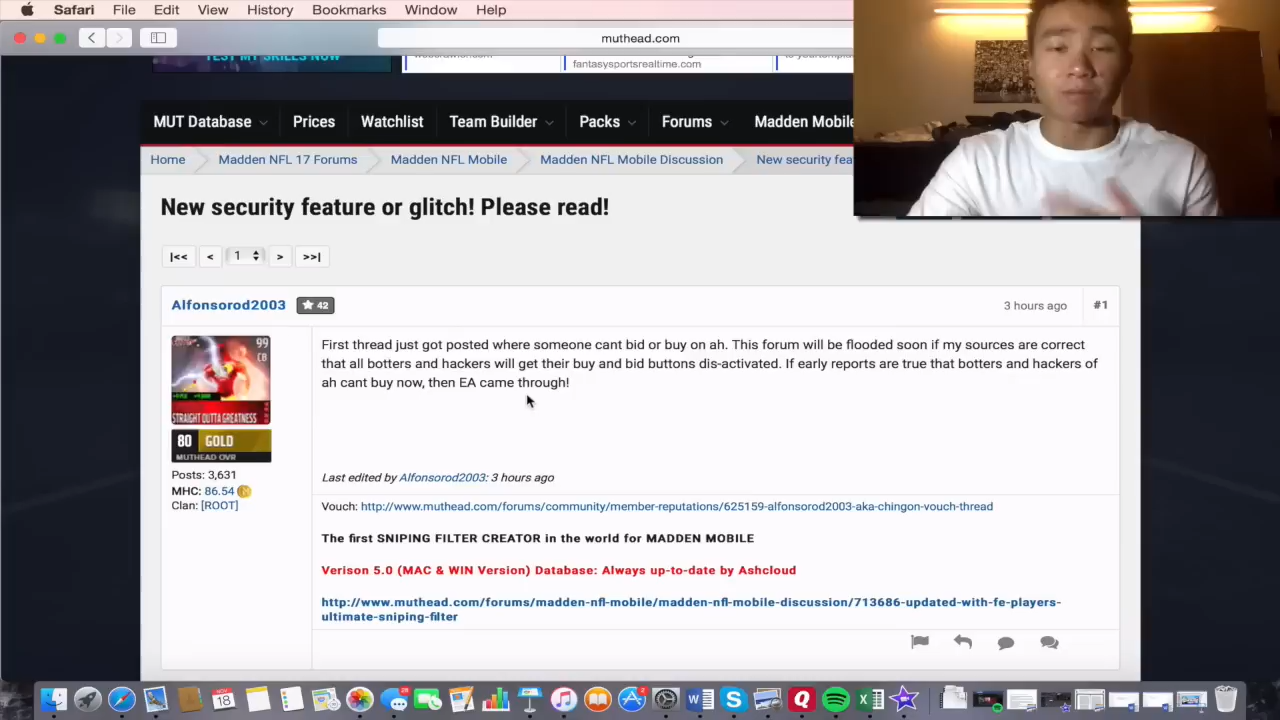 Safari File Edit View History Bookmarks Window Help
muthead.com
TEST MY SKILLS NOW
fantasysportsrealtime.com
MUT Database Prices Watchlist Team Builder Packs Forums Madden Mobile
Home Madden NFL 17 Forums Madden NFL Mobile Madden NFL Mobile Discussion New security fea
New security feature or glitch! Please read!
|<< < 1 > >>|
Alfonsorod2003 42 3 hours ago #1
First thread just got posted where someone cant bid or buy on ah. This forum will be flooded soon if my sources are correct
that all botters and hackers will get their buy and bid buttons dis-activated. If early reports are true that botters and hackers of
ah cant buy now, then EA came through!
99
CB
STRAIGHT OUTTA GREATNESS
80 GOLD
MUTHEAD OVR
Posts: 3,631
MHC: 86.54
Clan: [ROOT]
Last edited by Alfonsorod2003: 3 hours ago
Vouch: http://www.muthead.com/forums/community/member-reputations/625159-alfonsorod2003-aka-chingon-vouch-thread
The first SNIPING FILTER CREATOR in the world for MADDEN MOBILE
Verison 5.0 (MAC & WIN Version) Database: Always up-to-date by Ashcloud
http://www.muthead.com/forums/madden-nfl-mobile/madden-nfl-mobile-discussion/713686-updated-with-fe-players-
ultimate-sniping-filter
NOV
18